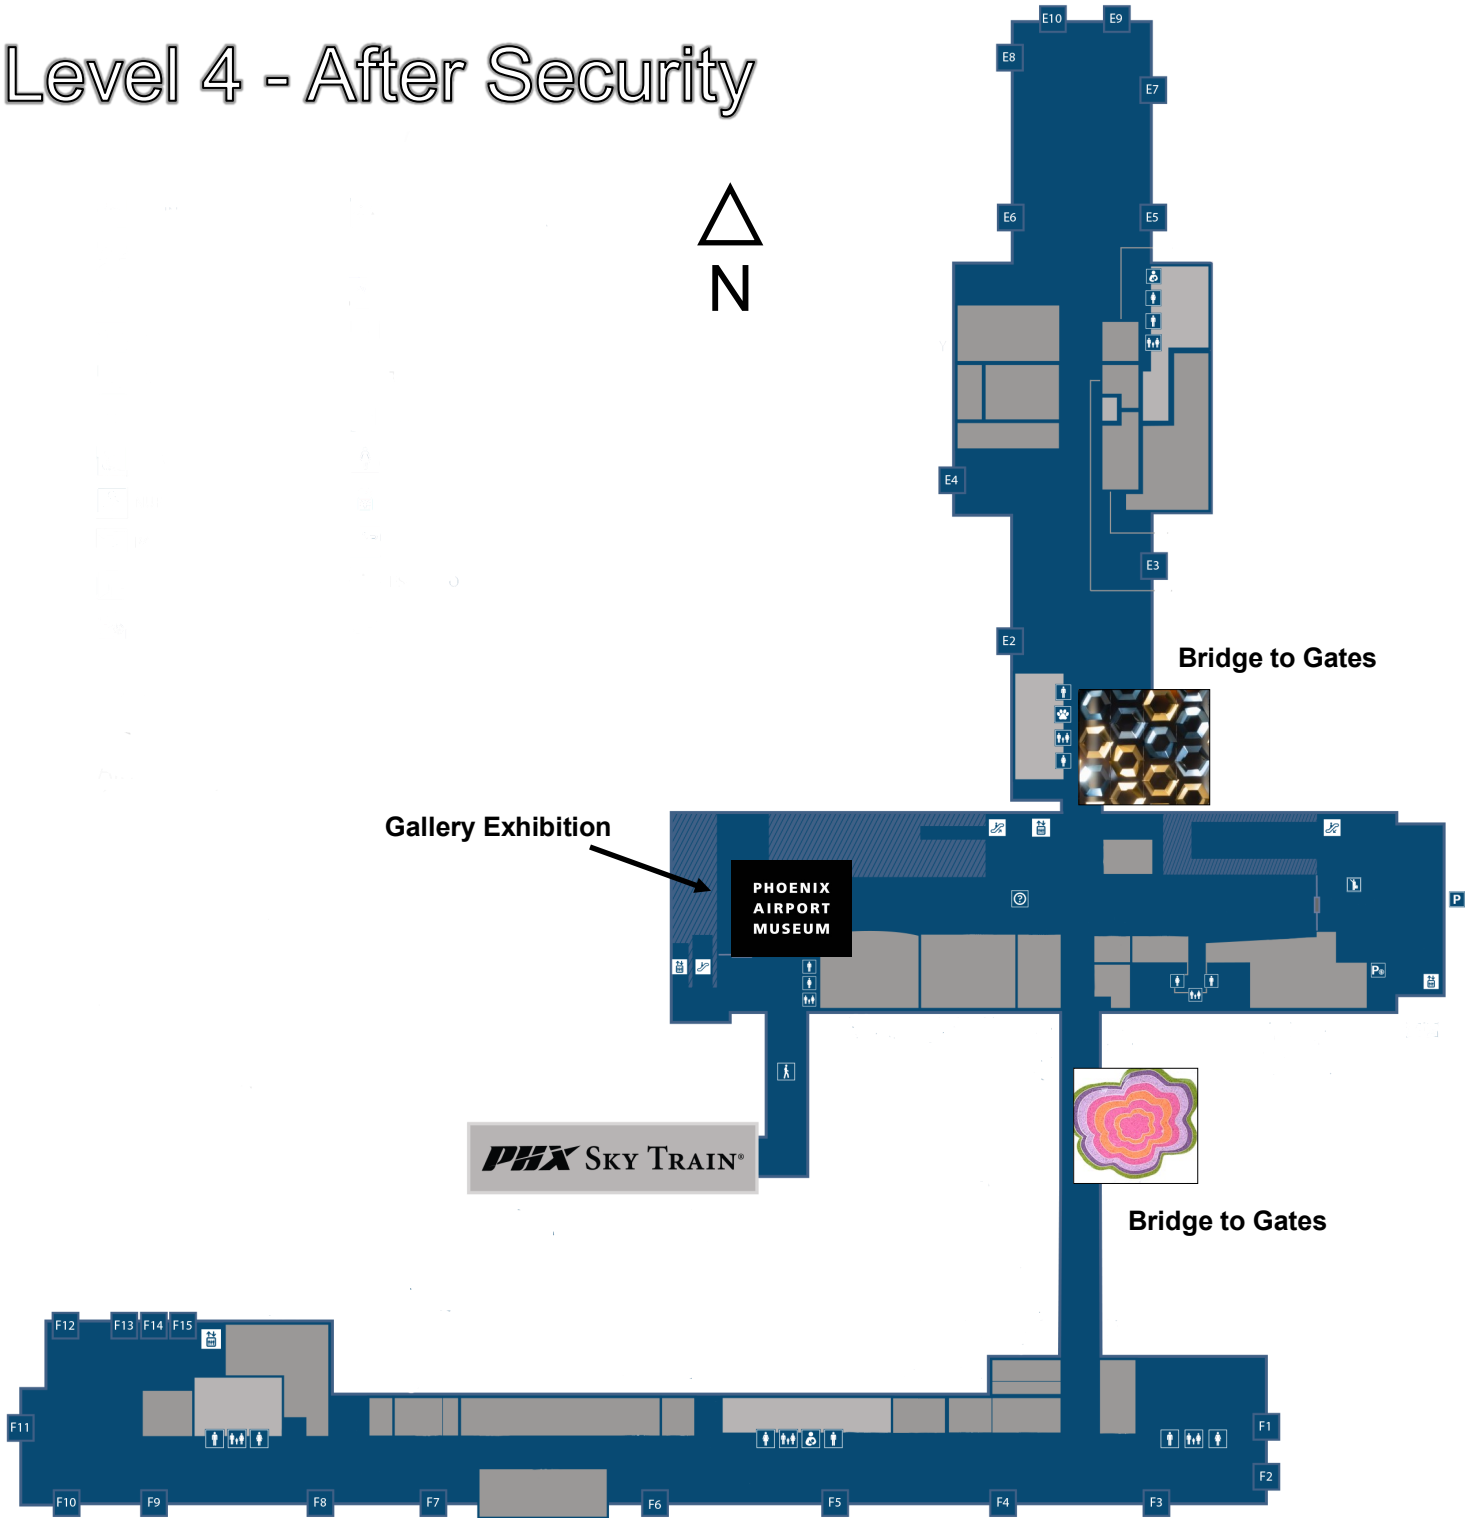 Level 4 - After Security
N
E10
E9
E8
E7
E6
E5
E4
E3
E2
Bridge to Gates
Gallery Exhibition
PHOENIX
AIRPORT
MUSEUM
?
P
P
PHX SKY TRAIN®
Bridge to Gates
F12
F13
F14
F15
F11
F1
F2
F10
F9
F8
F7
F6
F5
F4
F3